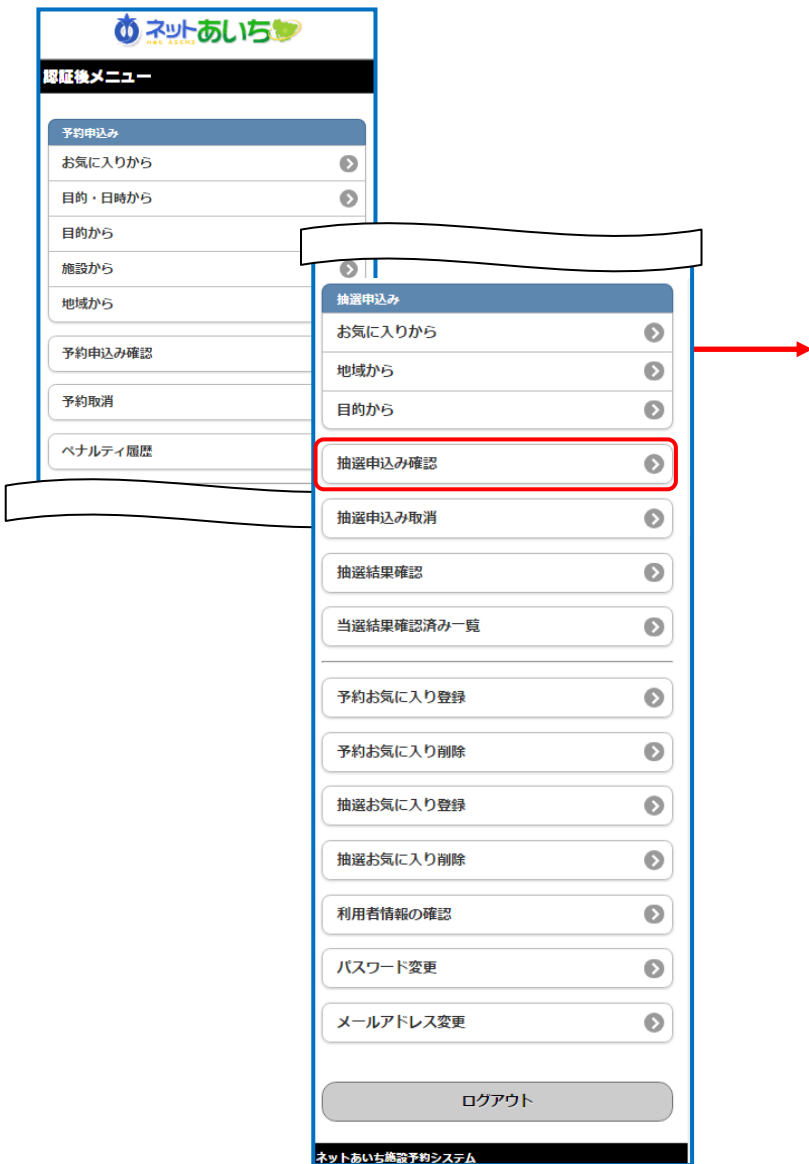 ネットあいち
認証後メニュー
予約申込み
お気に入りから
目的・日時から
目的から
施設から
地域から
予約申込み確認
予約取消
ペナルティ履歴
抽選申込み
お気に入りから
地域から
目的から
抽選申込み確認
抽選申込み取消
抽選結果確認
当選結果確認済み一覧
予約お気に入り登録
予約お気に入り削除
抽選お気に入り登録
抽選お気に入り削除
利用者情報の確認
パスワード変更
メールアドレス変更
ログアウト
ネットあいち施設予約システム